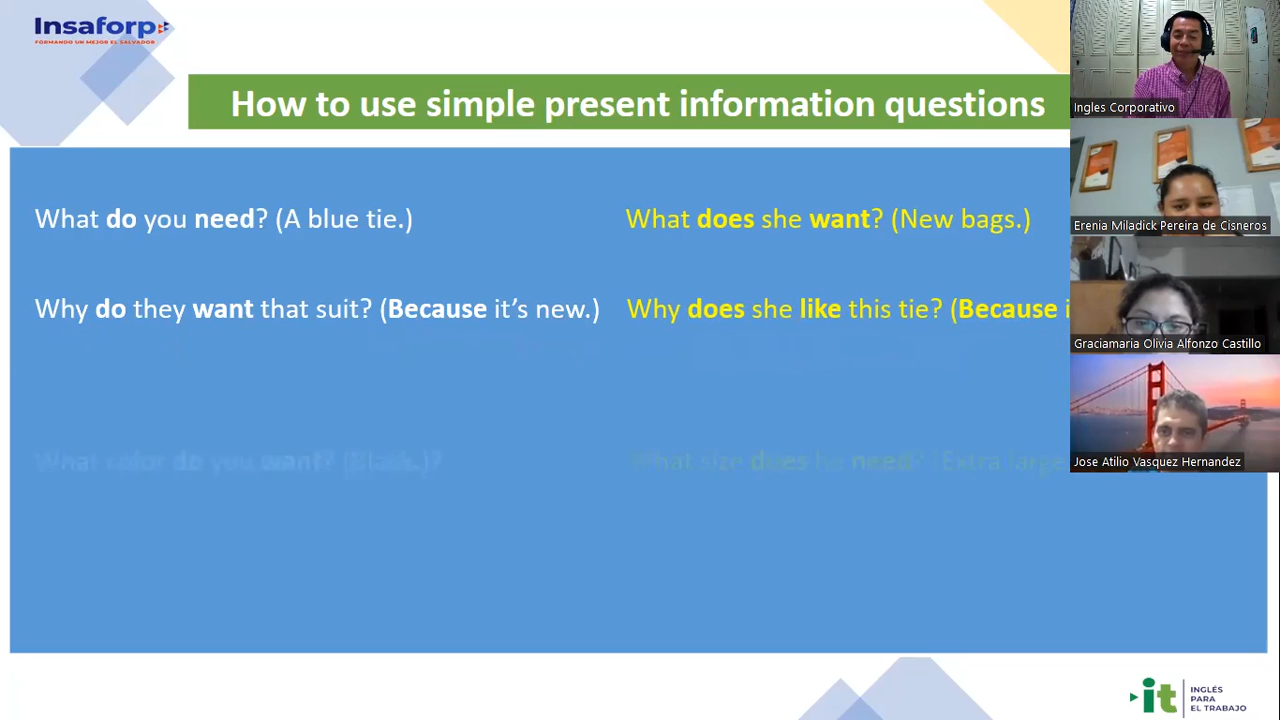 Insaforp
FORMANDO UN MEJOR EL SALVADOR
How to use simple present information questions
What do you need? (A blue tie.)
What does she want? (New bags.)
Why do they want that suit? (Because it's new.)
Why does she like this tie? (Because i
What color do you want? (Black.)?
What size does he need? (Extra large
Ingles Corporativo
Erenia Miladick Pereira de Cisneros
Graciamaria Olivia Alfonzo Castillo
Jose Atilio Vasquez Hernandez
it
INGLÉS
PARA
EL TRABAJO